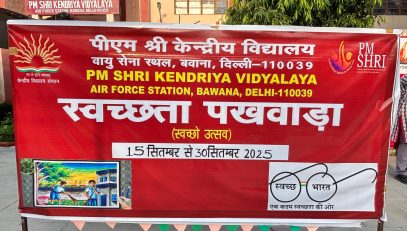 PM SHRI KENDRIYA VIDYALAYA
पीएम श्री केन्द्रीय विद्यालय
वायु सेना स्थल, बवाना, दिल्ली-110039
PM SHRI KENDRIYA VIDYALAYA
AIR FORCE STATION, BAWANA, DELHI-110039
केन्द्रीय विद्यालय संगठन
PM
SHRI
स्वच्छता पखवाड़ा
(स्वच्छो उत्सव)
15 सितम्बर से 30 सितम्बर 2025
स्वच्छ भारत
एक कदम स्वच्छता की ओर